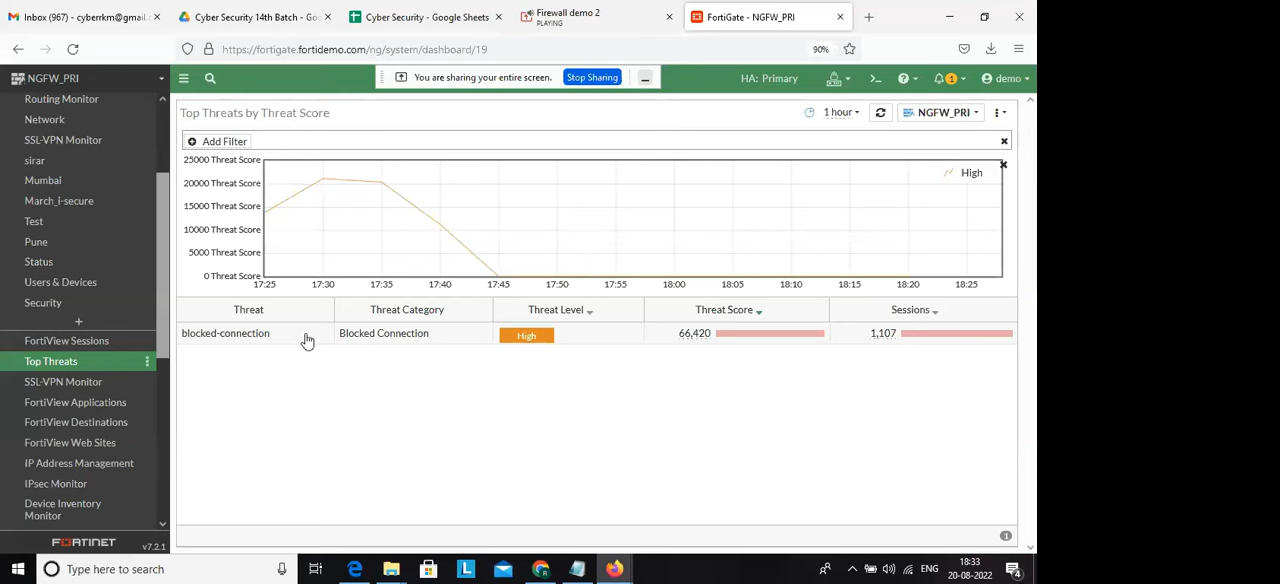 Inbox (967) - cyberrkm@gmail.c
Cyber Security 14th Batch - Goo
Cyber Security - Google Sheets
Firewall demo 2
PLAYING
FortiGate - NGFW_PRI
https://fortigate.fortidemo.com/ng/system/dashboard/19
90%
NGFW_PRI
You are sharing your entire screen.
Stop Sharing
HA: Primary
1
demo
Routing Monitor
Network
SSL-VPN Monitor
sirar
Mumbai
March_i-secure
Test
Pune
Status
Users & Devices
Security
+
FortiView Sessions
Top Threats
SSL-VPN Monitor
FortiView Applications
FortiView Destinations
FortiView Web Sites
IP Address Management
IPsec Monitor
Device Inventory
Monitor
FORTINET
v7.2.1
Top Threats by Threat Score
1 hour
NGFW_PRI
Add Filter
25000 Threat Score
20000 Threat Score
15000 Threat Score
10000 Threat Score
5000 Threat Score
0 Threat Score
High
17:25 17:30 17:35 17:40 17:45 17:50 17:55 18:00 18:05 18:10 18:15 18:20 18:25
Threat Threat Category Threat Level Threat Score Sessions
blocked-connection Blocked Connection High 66,420 1,107
1
Type here to search
ENG
18:33
20-08-2022
4